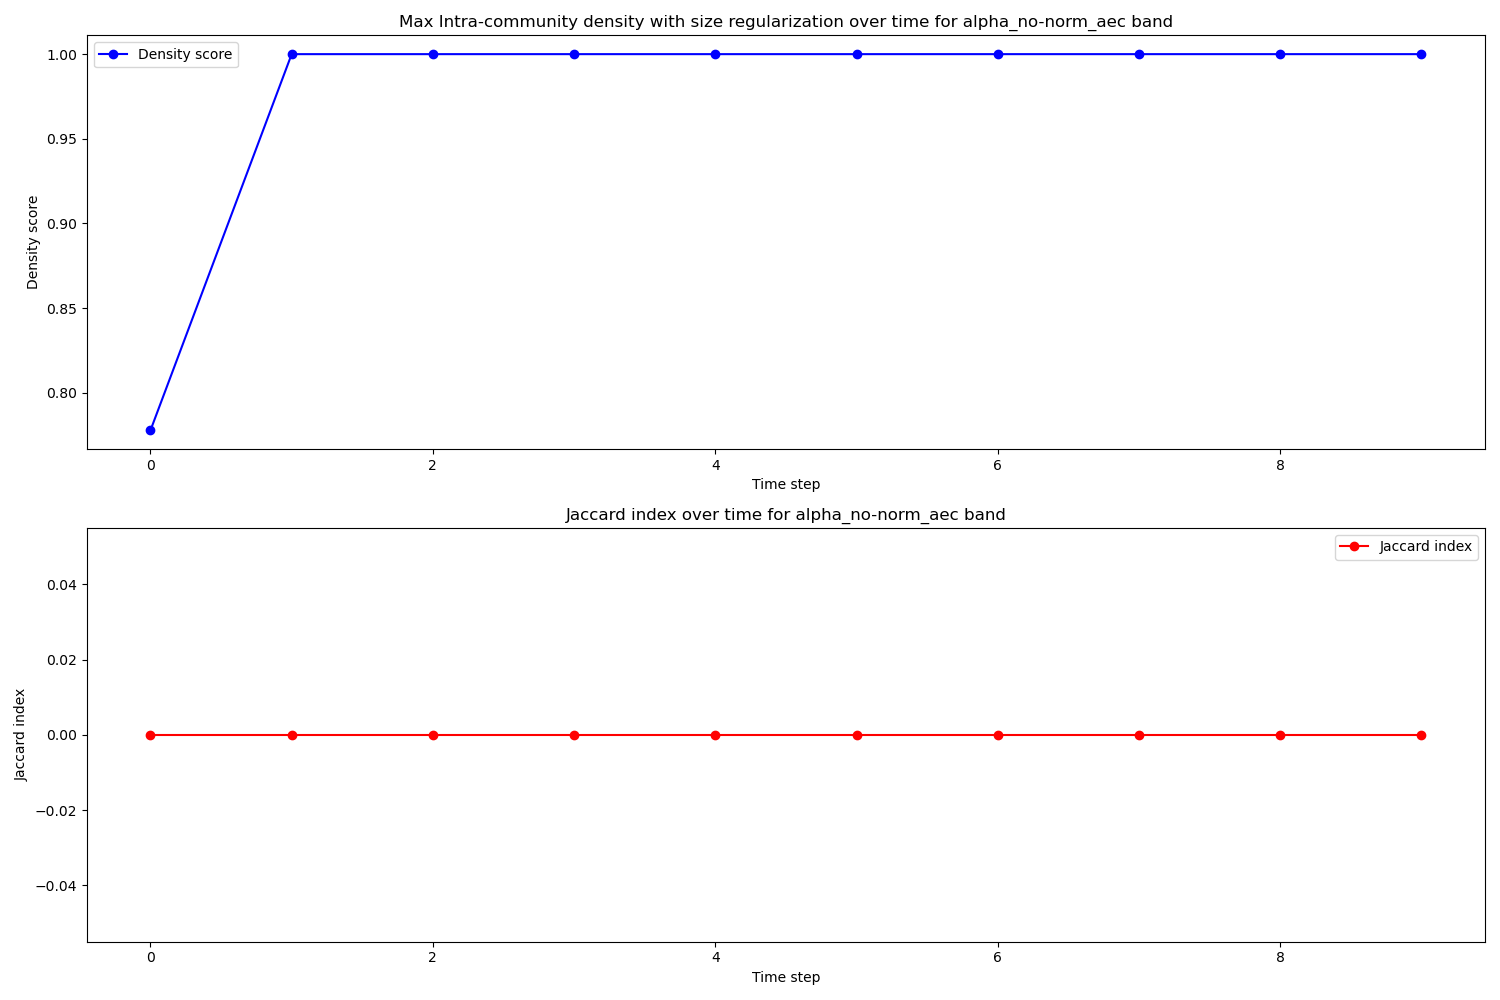 Max Intra-community density with size regularization over time for alpha_no-norm_aec band
Density score
1.00
0.95
0.90
0.85
0.80
Density score
0 2 4 6 8
Time step
Jaccard index over time for alpha_no-norm_aec band
Jaccard index
0.04
0.02
0.00
−0.02
−0.04
Jaccard index
0 2 4 6 8
Time step